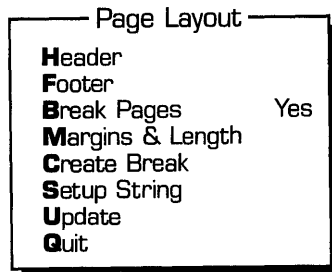 Page Layout
Header
Footer
Break Pages Yes
Margins & Length
Create Break
Setup String
Update
Quit